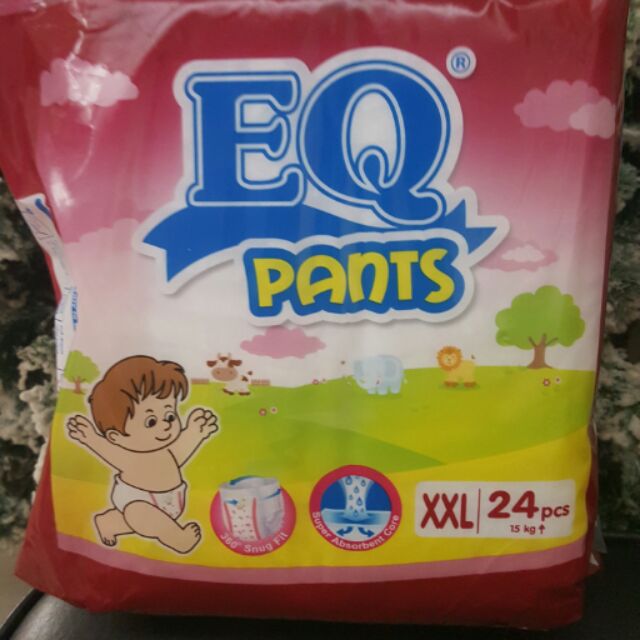 EQ®
PANTS
360° Snug Fit
Super Absorbent Core
XXL
24 pcs
15 kg ↑